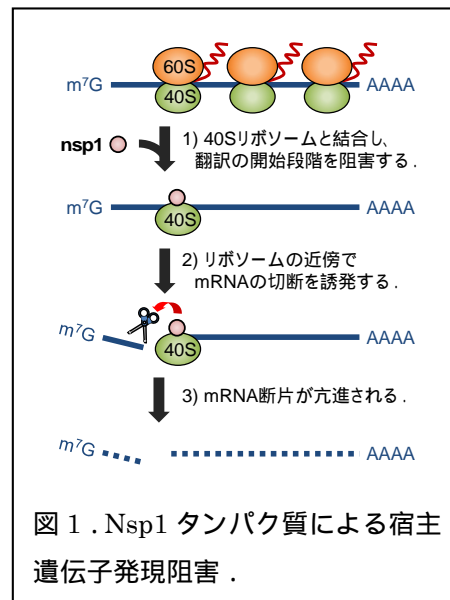 60S
m⁷G 40S AAAA
nsp1
1) 40Sリボソームと結合し、
翻訳の開始段階を阻害する．
m⁷G 40S AAAA
2) リボソームの近傍で
mRNAの切断を誘発する．
m⁷G 40S AAAA
3) mRNA断片が亢進される．
m⁷G AAAA
図 1．Nsp1 タンパク質による宿主
遺伝子発現阻害．